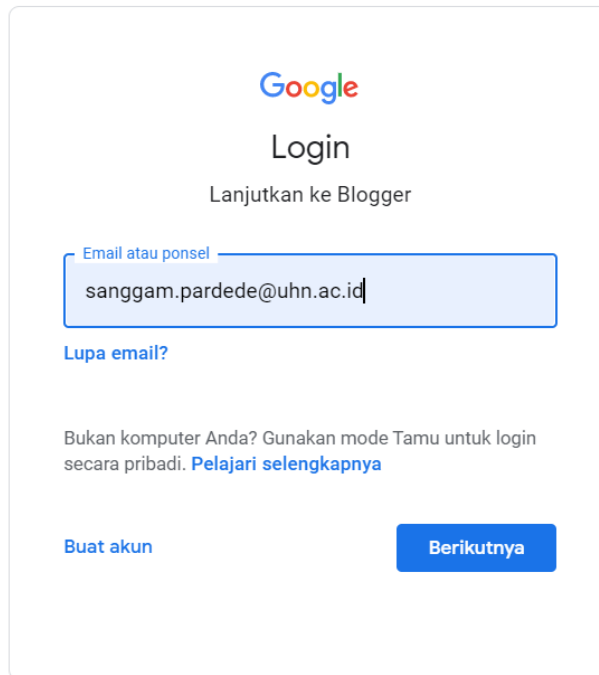 Google
Login
Lanjutkan ke Blogger
Email atau ponsel
sanggam.pardede@uhn.ac.id
Lupa email?
Bukan komputer Anda? Gunakan mode Tamu untuk login
secara pribadi. Pelajari selengkapnya
Buat akun
Berikutnya